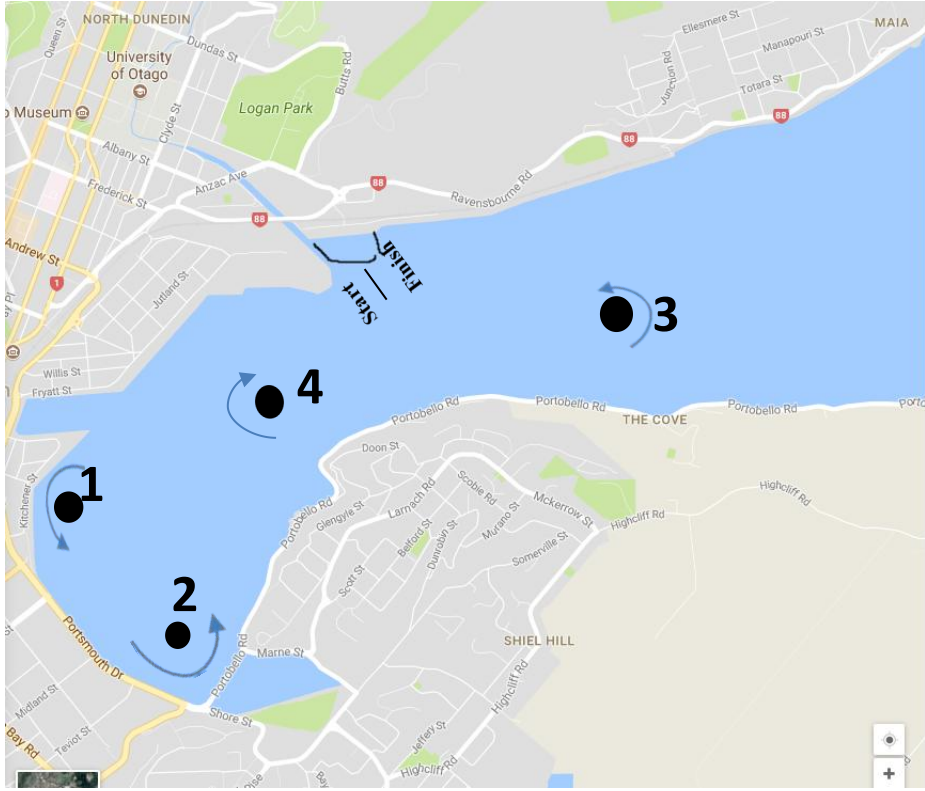 NORTH DUNEDIN
Queen St
Dundas St
University
of Otago
Logan Park
Butts Rd
Ellesmere St
MAIA
Manapouri St
Junction Rd
Totara St
o Museum
Clyde St
Albany St
88
88
Frederick St
Anzac Ave
88
Ravensbourne Rd
88
Andrew St
1
Jutland St
Finish
Start
3
Willis St
Fryatt St
4
Portobello Rd
Portobello Rd
Portobello Rd
THE COVE
Doon St
1
Kitchener St
Portobello Rd
Glengyle St
Larnach Rd
Scobie Rd
Mckerrow St
Highcliff Rd
Belford St
Dunrobin St
Murano St
Somerville St
Highcliff Rd
Scott St
2
Portsmouth Dr
Portobello Rd
Marne St
SHIEL HILL
Highcliff Rd
Midland St
Teviot St
Bay Rd
Shore St
Jeffery St
Highcliff Rd
Bay
Rd
+